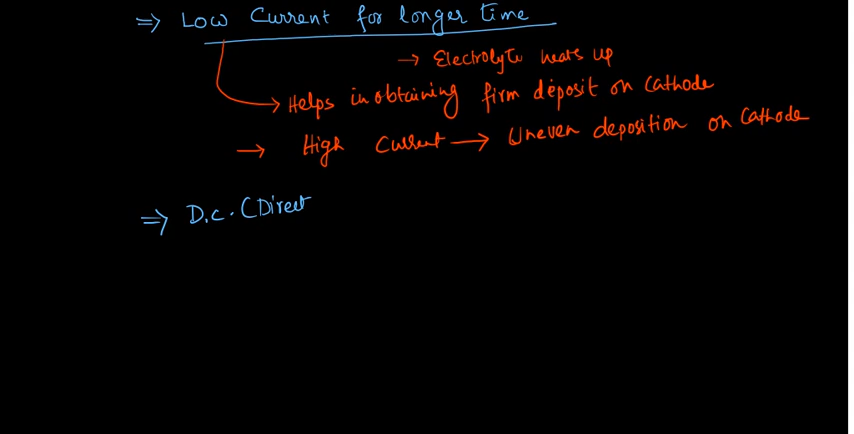 ⇒ Low Current for longer time
→ Electrolyte heats up
→ Helps in obtaining firm deposit on Cathode
→ High Current → Uneven deposition on Cathode
⇒ D.C. (Direct